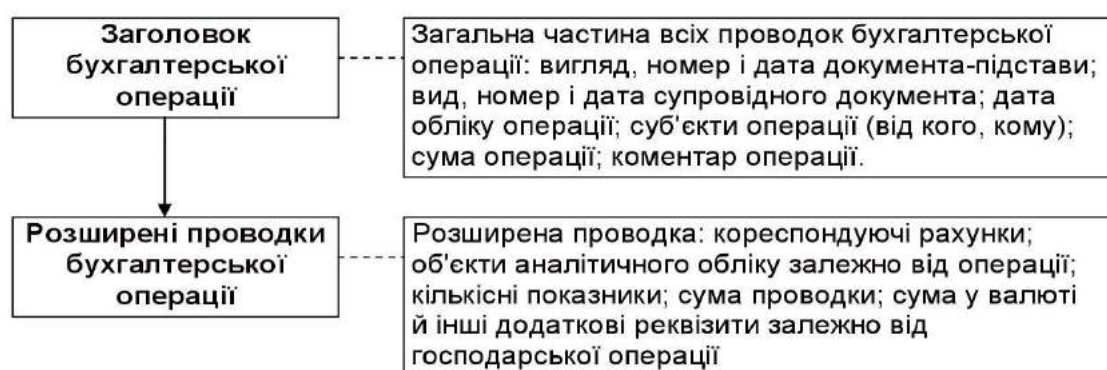 Заголовок
бухгалтерської
операції
Загальна частина всіх проводок бухгалтерської
операції: вигляд, номер і дата документа-підстави;
вид, номер і дата супровідного документа; дата
обліку операції; суб'єкти операції (від кого, кому);
сума операції; коментар операції.
Розширені проводки
бухгалтерської
операції
Розширена проводка: кореспондуючі рахунки;
об'єкти аналітичного обліку залежно від операції;
кількісні показники; сума проводки; сума у валюті
й інші додаткові реквізити залежно від
господарської операції